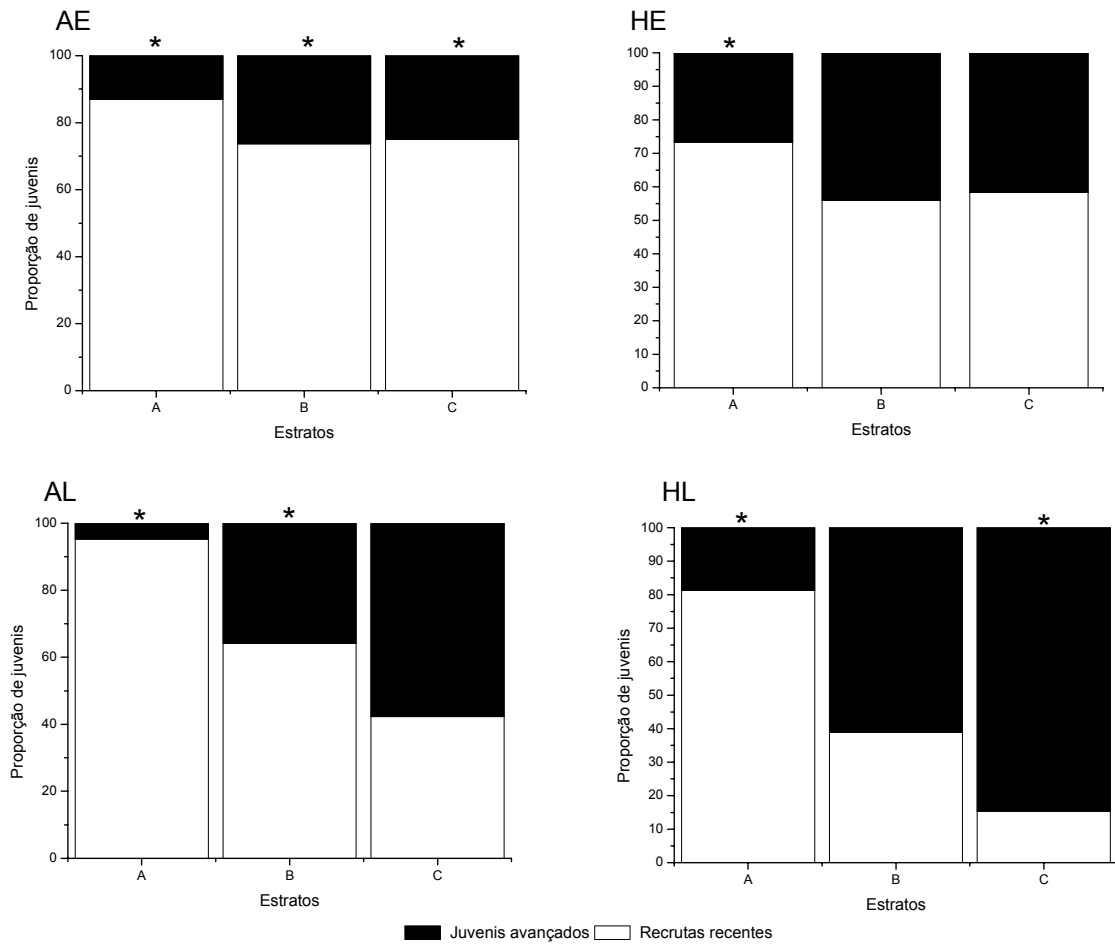 AE
* * *
100
80
60
40
20
0
Proporção de juvenis
A B C
Estratos
HE
*
100
90
80
70
60
50
40
30
20
10
0
A B C
Estratos
AL
* *
100
80
60
40
20
0
Proporção de juvenis
A B C
Estratos
HL
* *
100
90
80
70
60
50
40
30
20
10
0
Proporção de juvenis
A B C
Estratos
Juvenis avançados Recrutas recentes